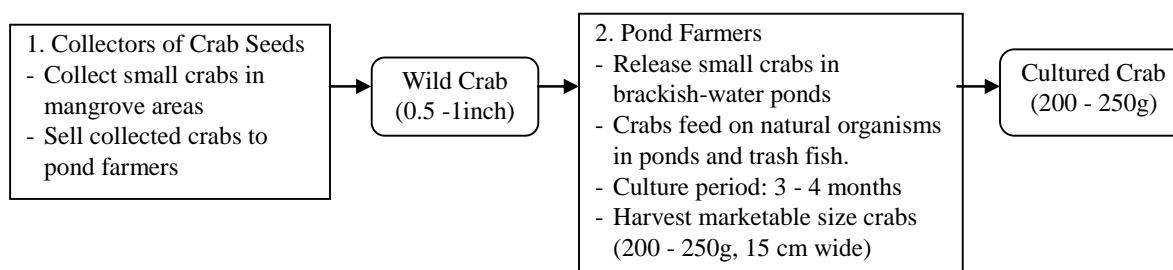 1. Collectors of Crab Seeds
- Collect small crabs in
mangrove areas
- Sell collected crabs to
pond farmers
Wild Crab
(0.5 -1inch)
2. Pond Farmers
- Release small crabs in
brackish-water ponds
- Crabs feed on natural organisms
in ponds and trash fish.
- Culture period: 3 - 4 months
- Harvest marketable size crabs
(200 - 250g, 15 cm wide)
Cultured Crab
(200 - 250g)